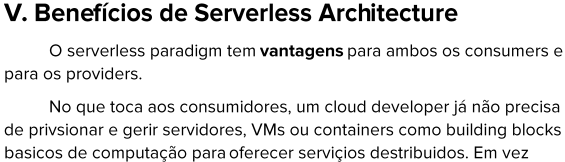 V. Benefícios de Serverless Architecture
O serverless paradigm tem vantagens para ambos os consumers e
para os providers.
No que toca aos consumidores, um cloud developer já não precisa
de privsionar e gerir servidores, VMs ou containers como building blocks
basicos de computação para oferecer serviçios destribuidos. Em vez